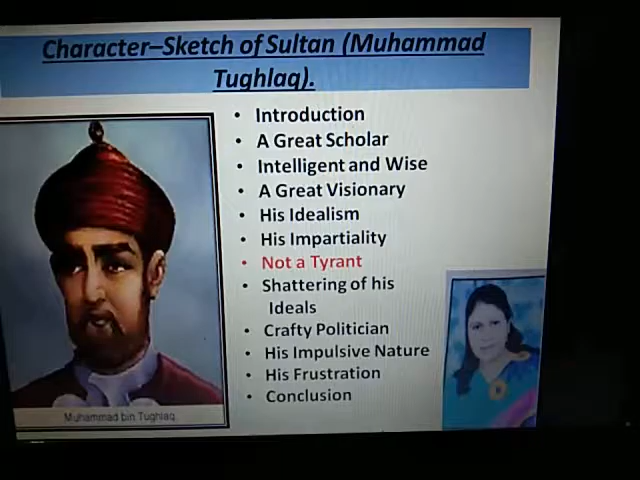 Character–Sketch of Sultan (Muhammad
Tughlaq).
• Introduction
• A Great Scholar
• Intelligent and Wise
• A Great Visionary
• His Idealism
• His Impartiality
• Not a Tyrant
• Shattering of his
Ideals
• Crafty Politician
• His Impulsive Nature
• His Frustration
• Conclusion
Muhammad bin Tughlaq.